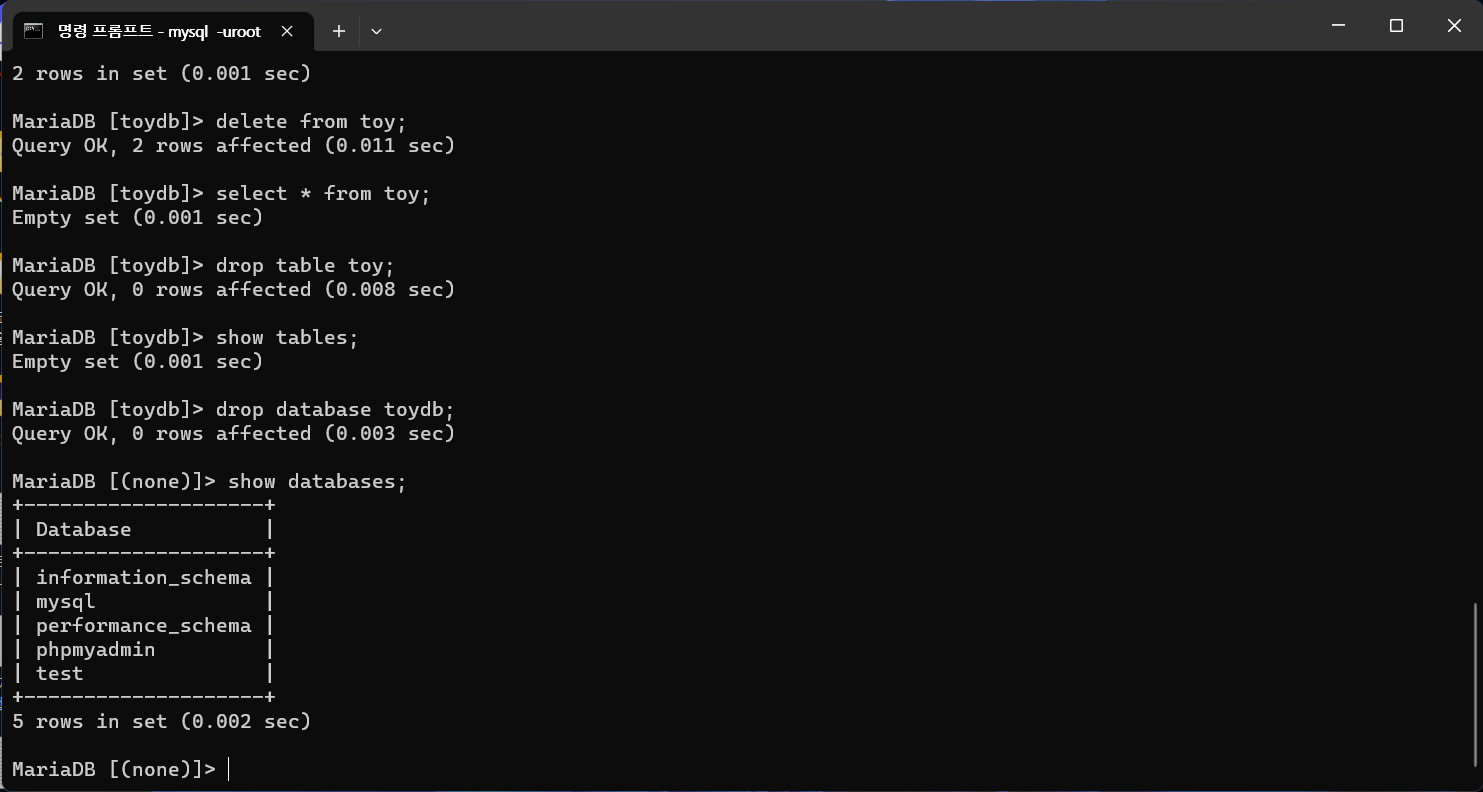 명령 프롬프트 - mysql -uroot
2 rows in set (0.001 sec)
MariaDB [toydb]> delete from toy;
Query OK, 2 rows affected (0.011 sec)
MariaDB [toydb]> select * from toy;
Empty set (0.001 sec)
MariaDB [toydb]> drop table toy;
Query OK, 0 rows affected (0.008 sec)
MariaDB [toydb]> show tables;
Empty set (0.001 sec)
MariaDB [toydb]> drop database toydb;
Query OK, 0 rows affected (0.003 sec)
MariaDB [(none)]> show databases;
+--------------------+
| Database           |
+--------------------+
| information_schema |
| mysql              |
| performance_schema |
| phpmyadmin         |
| test               |
+--------------------+
5 rows in set (0.002 sec)
MariaDB [(none)]>